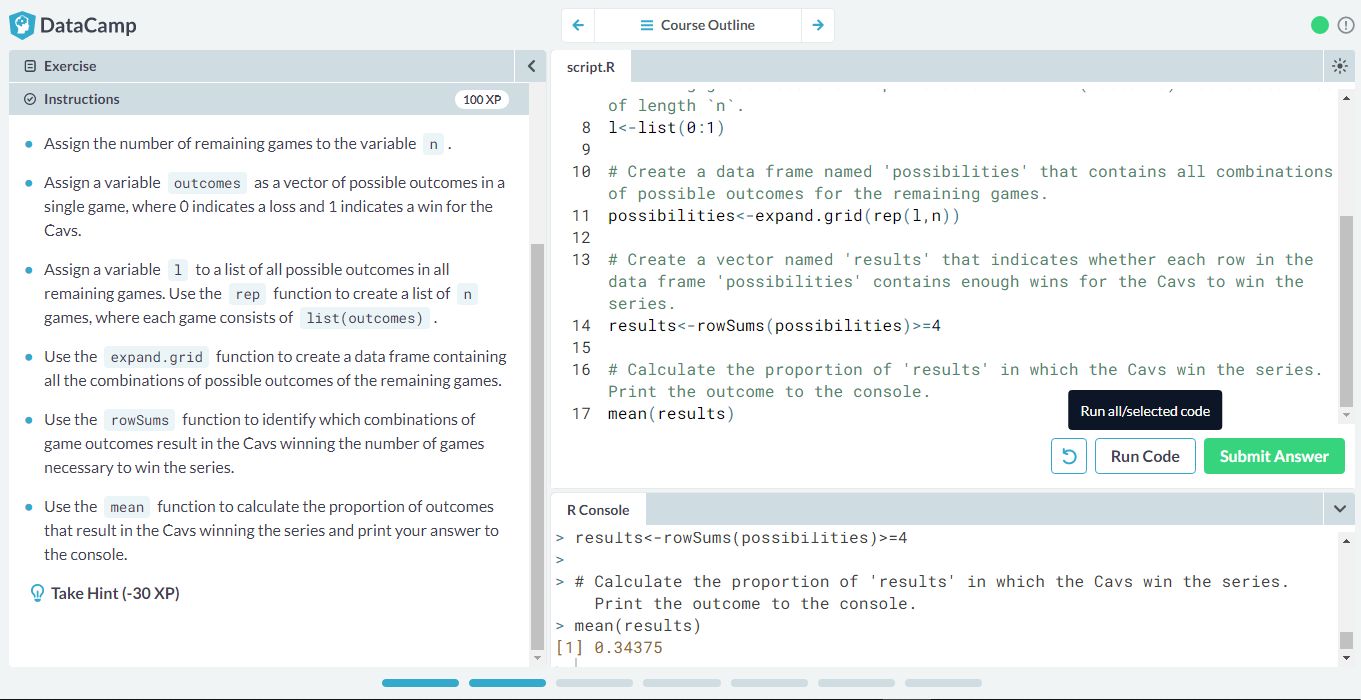 DataCamp
Course Outline
Exercise
Instructions
100 XP
Assign the number of remaining games to the variable n .
Assign a variable outcomes as a vector of possible outcomes in a
single game, where 0 indicates a loss and 1 indicates a win for the
Cavs.
Assign a variable l to a list of all possible outcomes in all
remaining games. Use the rep function to create a list of n
games, where each game consists of list(outcomes) .
Use the expand.grid function to create a data frame containing
all the combinations of possible outcomes of the remaining games.
Use the rowSums function to identify which combinations of
game outcomes result in the Cavs winning the number of games
necessary to win the series.
Use the mean function to calculate the proportion of outcomes
that result in the Cavs winning the series and print your answer to
the console.
Take Hint (-30 XP)
script.R
of length `n`.
8 l<-list(0:1)
9
10 # Create a data frame named 'possibilities' that contains all combinations
of possible outcomes for the remaining games.
11 possibilities<-expand.grid(rep(l,n))
12
13 # Create a vector named 'results' that indicates whether each row in the
data frame 'possibilities' contains enough wins for the Cavs to win the
series.
14 results<-rowSums(possibilities)>=4
15
16 # Calculate the proportion of 'results' in which the Cavs win the series.
Print the outcome to the console.
17 mean(results)
Run all/selected code
Run Code
Submit Answer
R Console
> results<-rowSums(possibilities)>=4
>
> # Calculate the proportion of 'results' in which the Cavs win the series.
Print the outcome to the console.
> mean(results)
[1] 0.34375